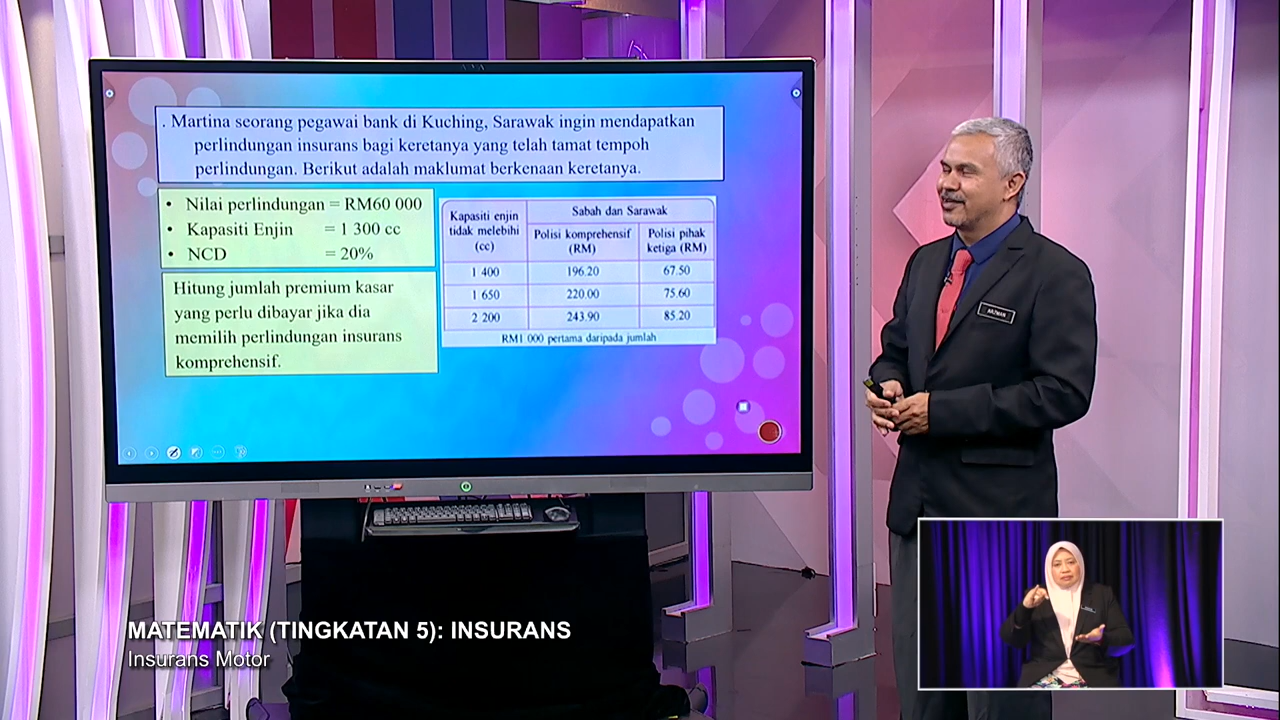 . Martina seorang pegawai bank di Kuching, Sarawak ingin mendapatkan
perlindungan insurans bagi keretanya yang telah tamat tempoh
perlindungan. Berikut adalah maklumat berkenaan keretanya.
• Nilai perlindungan = RM60 000
• Kapasiti Enjin = 1 300 cc
• NCD = 20%
Hitung jumlah premium kasar
yang perlu dibayar jika dia
memilih perlindungan insurans
komprehensif.
Kapasiti enjin
tidak melebihi
(cc)
Sabah dan Sarawak
Polisi komprehensif
(RM)
Polisi pihak
ketiga (RM)
1 400 196.20 67.50
1 650 220.00 75.60
2 200 243.90 85.20
RM1 000 pertama daripada jumlah
AZMAN
MATEMATIK (TINGKATAN 5): INSURANS
Insurans Motor